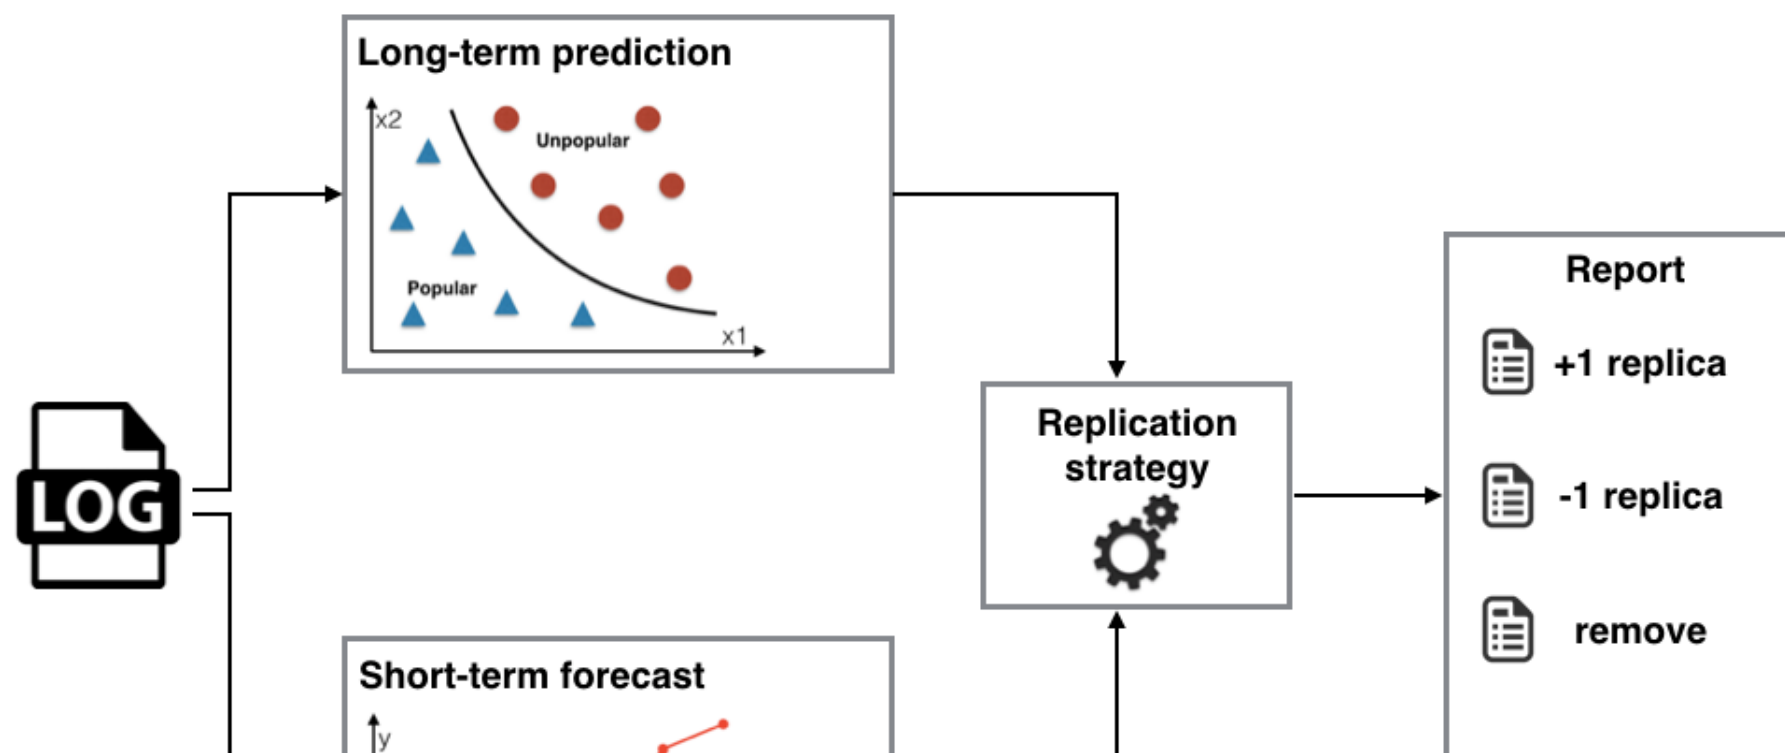 Long-term prediction
x2
Unpopular
Popular
x1
LOG
Replication
strategy
Report
+1 replica
-1 replica
remove
Short-term forecast
y